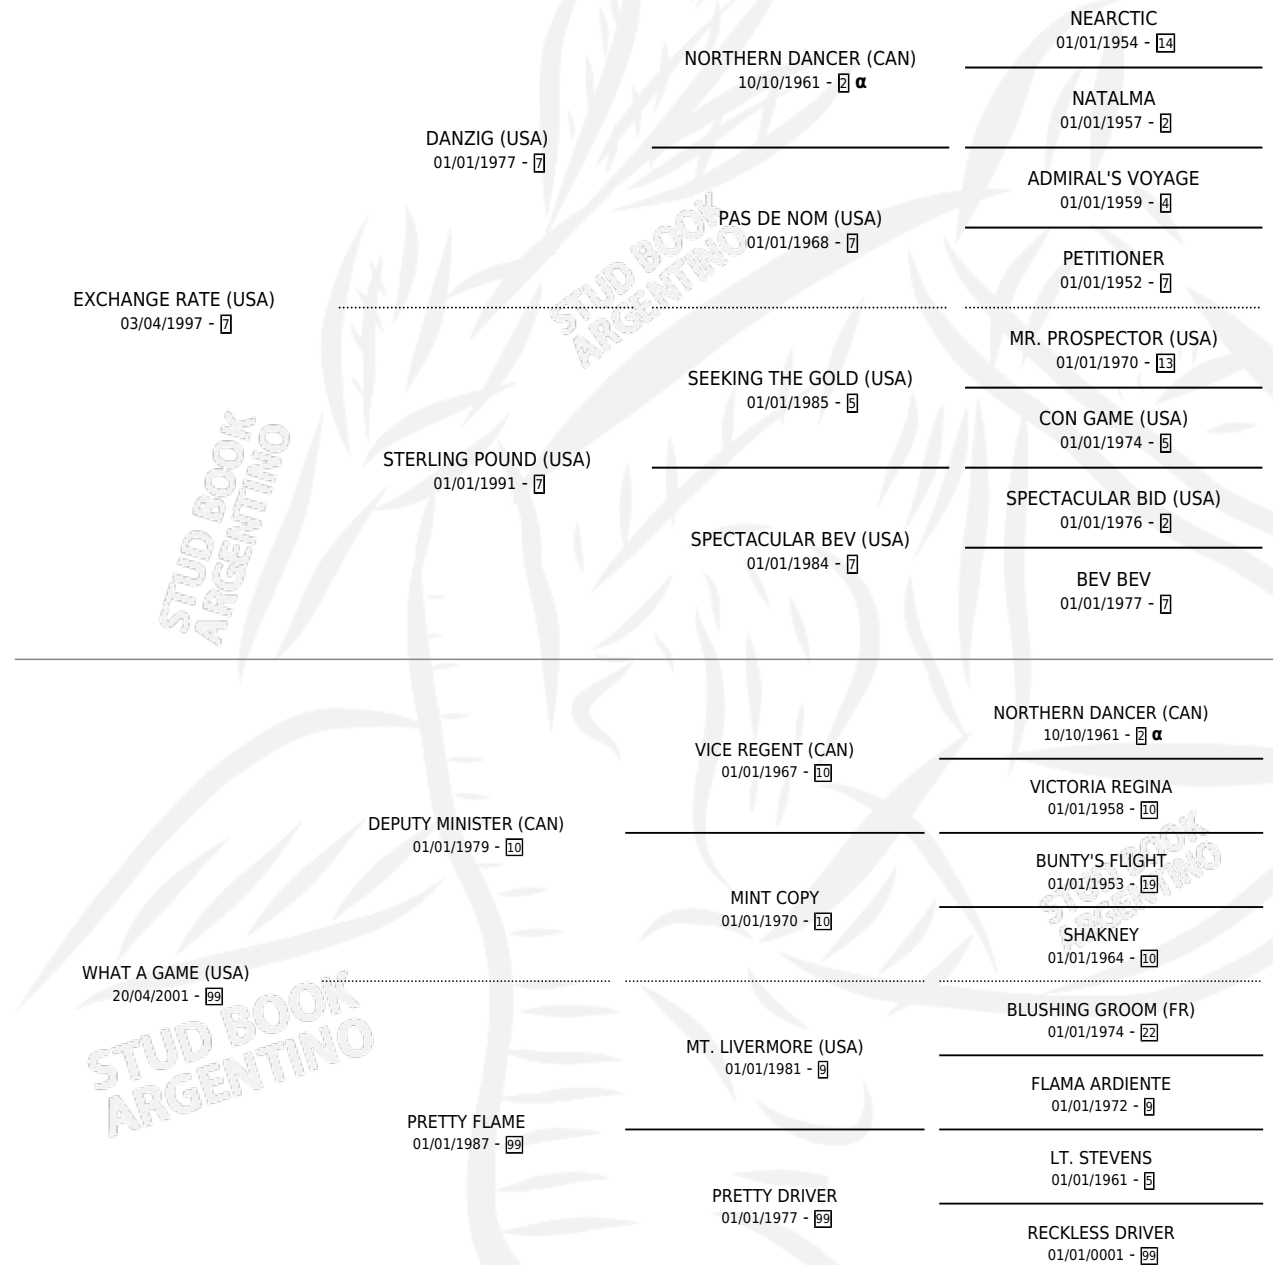 NEARCTIC
01/01/1954 - 14
NORTHERN DANCER (CAN)
10/10/1961 - 2 α
NATALMA
01/01/1957 - 2
DANZIG (USA)
01/01/1977 - 7
ADMIRAL'S VOYAGE
01/01/1959 - 4
PAS DE NOM (USA)
01/01/1968 - 7
PETITIONER
01/01/1952 - 7
EXCHANGE RATE (USA)
03/04/1997 - 7
MR. PROSPECTOR (USA)
01/01/1970 - 13
SEEKING THE GOLD (USA)
01/01/1985 - 5
CON GAME (USA)
01/01/1974 - 5
STERLING POUND (USA)
01/01/1991 - 7
SPECTACULAR BID (USA)
01/01/1976 - 2
SPECTACULAR BEV (USA)
01/01/1984 - 7
BEV BEV
01/01/1977 - 7
STUD BOOK
ARGENTINO
STUD BOOK
ARGENTINO
NORTHERN DANCER (CAN)
10/10/1961 - 2 α
VICE REGENT (CAN)
01/01/1967 - 10
VICTORIA REGINA
01/01/1958 - 10
DEPUTY MINISTER (CAN)
01/01/1979 - 10
BUNTY'S FLIGHT
01/01/1953 - 19
MINT COPY
01/01/1970 - 10
SHAKNEY
01/01/1964 - 10
WHAT A GAME (USA)
20/04/2001 - 99
BLUSHING GROOM (FR)
01/01/1974 - 22
MT. LIVERMORE (USA)
01/01/1981 - 9
FLAMA ARDIENTE
01/01/1972 - 9
PRETTY FLAME
01/01/1987 - 99
LT. STEVENS
01/01/1961 - 5
PRETTY DRIVER
01/01/1977 - 99
RECKLESS DRIVER
01/01/0001 - 99
STUD BOOK
ARGENTINO
STUD BOOK
ARGENTINO